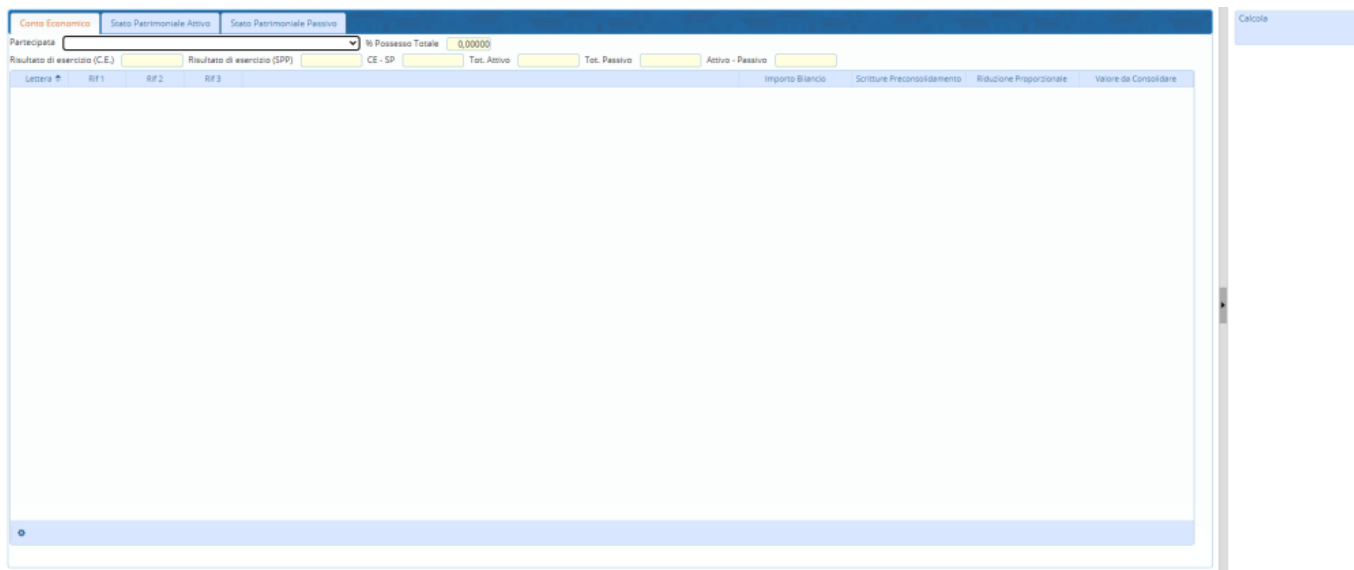 Conto Economico Stato Patrimoniale Attivo Stato Patrimoniale Passivo
Calcola
Partecipata % Possesso Totale 0,00000
Risultato di esercizio (C.E.) Risultato di esercizio (SPP) CE - SP Tot. Attivo Tot. Passivo Attivo - Passivo
Lettera Rif 1 Rif 2 Rif 3 Importo Bilancio Scritture Preconsolidamento Riduzione Proporzionale Valore da Consolidare